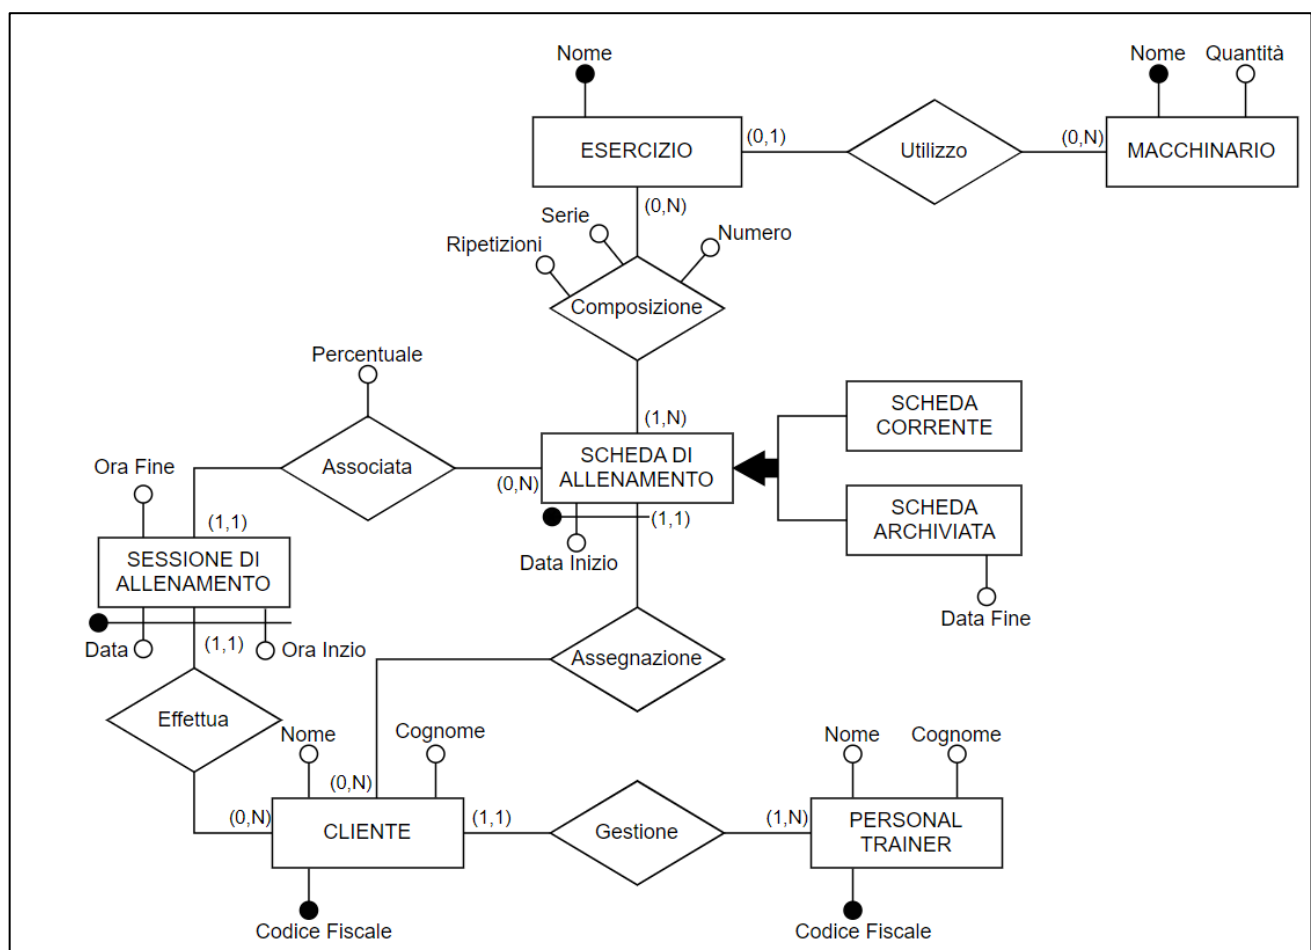 Nome
Nome
Quantità
ESERCIZIO
(0,1)
Utilizzo
(0,N)
MACCHINARIO
(0,N)
Serie
Numero
Ripetizioni
Composizione
Percentuale
(1,N)
SCHEDA
CORRENTE
SCHEDA DI
ALLENAMENTO
Ora Fine
Associata
(0,N)
SCHEDA
ARCHIVIATA
(1,1)
(1,1)
Data Inizio
SESSIONE DI
ALLENAMENTO
Data Fine
Data
(1,1)
Ora Inzio
Assegnazione
Effettua
Nome
Cognome
Nome
Cognome
(0,N)
(0,N)
CLIENTE
(1,1)
Gestione
(1,N)
PERSONAL
TRAINER
Codice Fiscale
Codice Fiscale